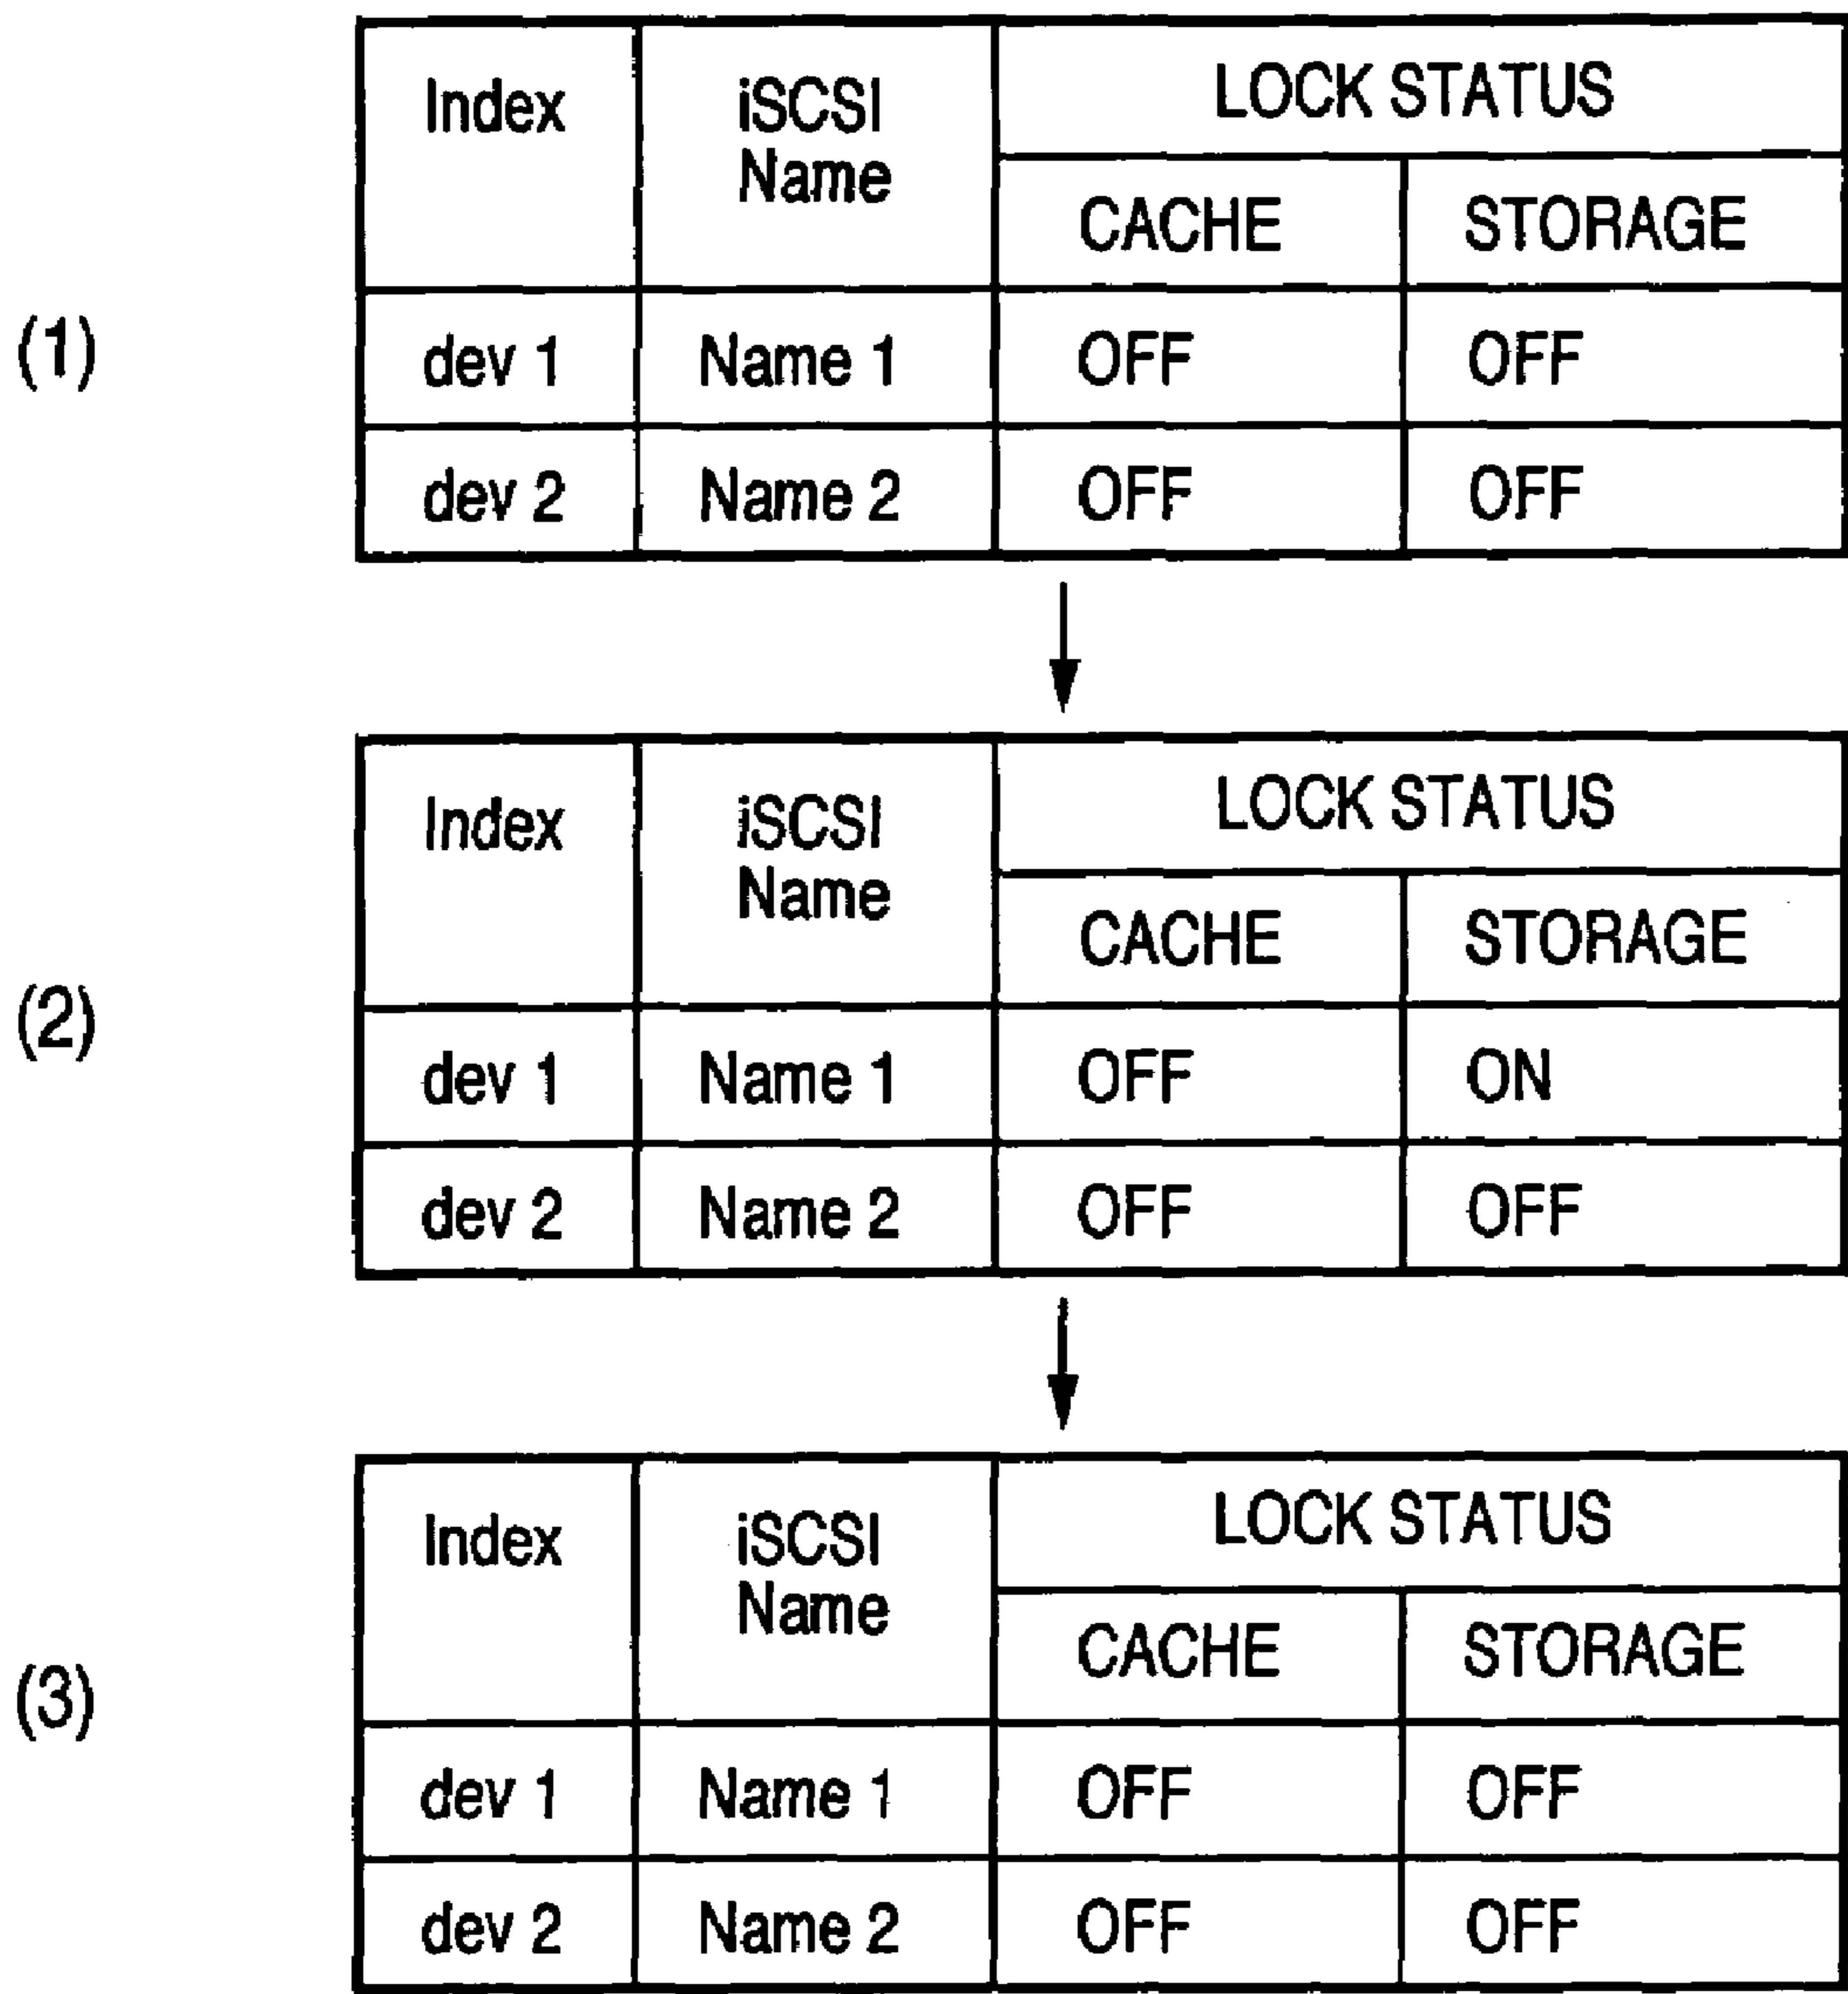 (1)
Index iSCSI Name LOCK STATUS
CACHE STORAGE
dev 1 Name 1 OFF OFF
dev 2 Name 2 OFF OFF
(2)
Index iSCSI Name LOCK STATUS
CACHE STORAGE
dev 1 Name 1 OFF ON
dev 2 Name 2 OFF OFF
(3)
Index iSCSI Name LOCK STATUS
CACHE STORAGE
dev 1 Name 1 OFF OFF
dev 2 Name 2 OFF OFF